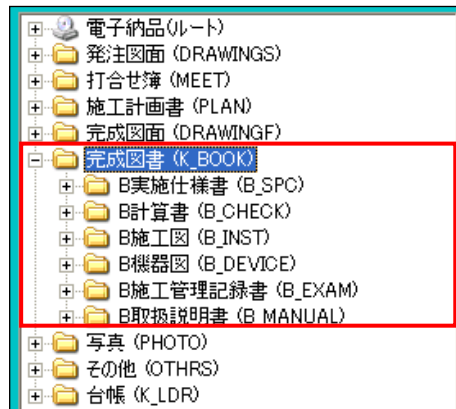 電子納品(ルート)
発注図面 (DRAWINGS)
打合せ簿 (MEET)
施工計画書 (PLAN)
完成図面 (DRAWINGF)
完成図書 (K_BOOK)
B実施仕様書 (B_SPC)
B計算書 (B_CHECK)
B施工図 (B_INST)
B機器図 (B_DEVICE)
B施工管理記録書 (B_EXAM)
B取扱説明書 (B_MANUAL)
写真 (PHOTO)
その他 (OTHRS)
台帳 (K_LDR)